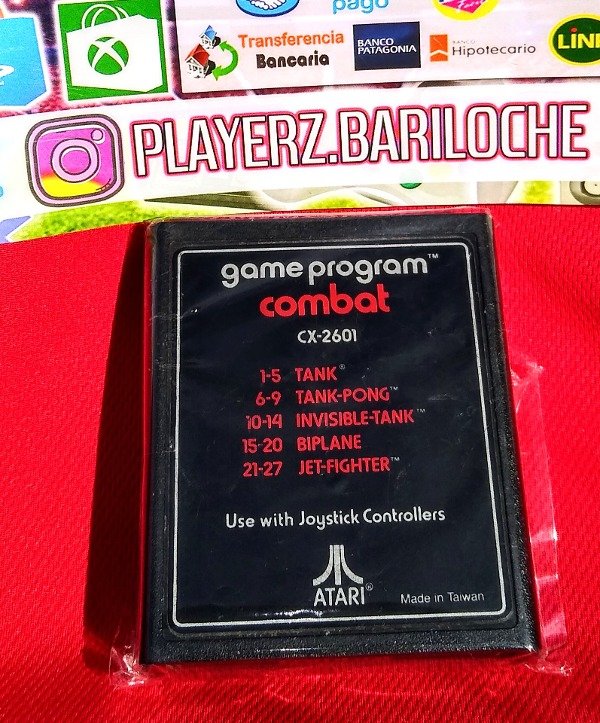 pago
Transferencia
Bancaria
BANCO
PATAGONIA
BANCO
Hipotecario
LINK
PLAYERZ.BARILOCHE
game program™
combat
CX-2601
1-5 TANK®
6-9 TANK-PONG™
10-14 INVISIBLE-TANK™
15-20 BIPLANE
21-27 JET-FIGHTER™
Use with Joystick Controllers
ATARI®
Made in Taiwan